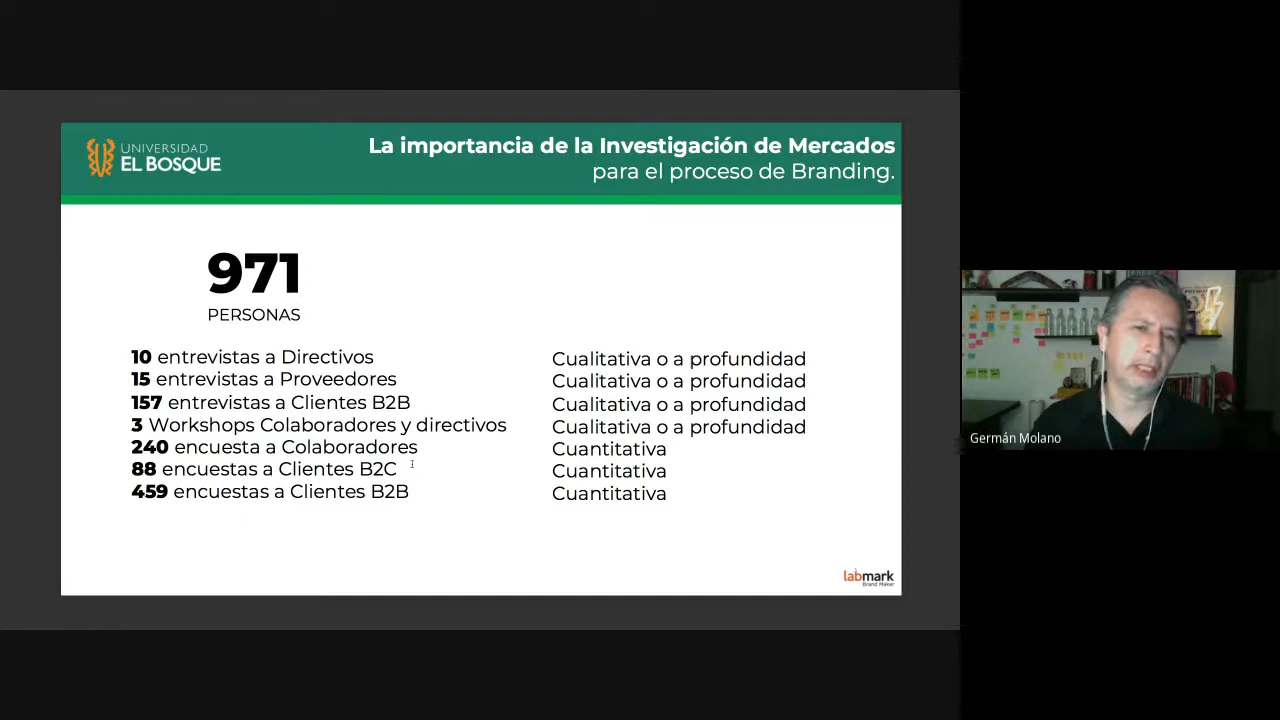 UNIVERSIDAD
EL BOSQUE
La importancia de la Investigación de Mercados
para el proceso de Branding.
971
PERSONAS
10 entrevistas a Directivos
Cualitativa o a profundidad
15 entrevistas a Proveedores
Cualitativa o a profundidad
157 entrevistas a Clientes B2B
Cualitativa o a profundidad
3 Workshops Colaboradores y directivos
Cualitativa o a profundidad
240 encuesta a Colaboradores
Cuantitativa
88 encuestas a Clientes B2C
Cuantitativa
459 encuestas a Clientes B2B
Cuantitativa
labmark
Brand Maker
Germán Molano